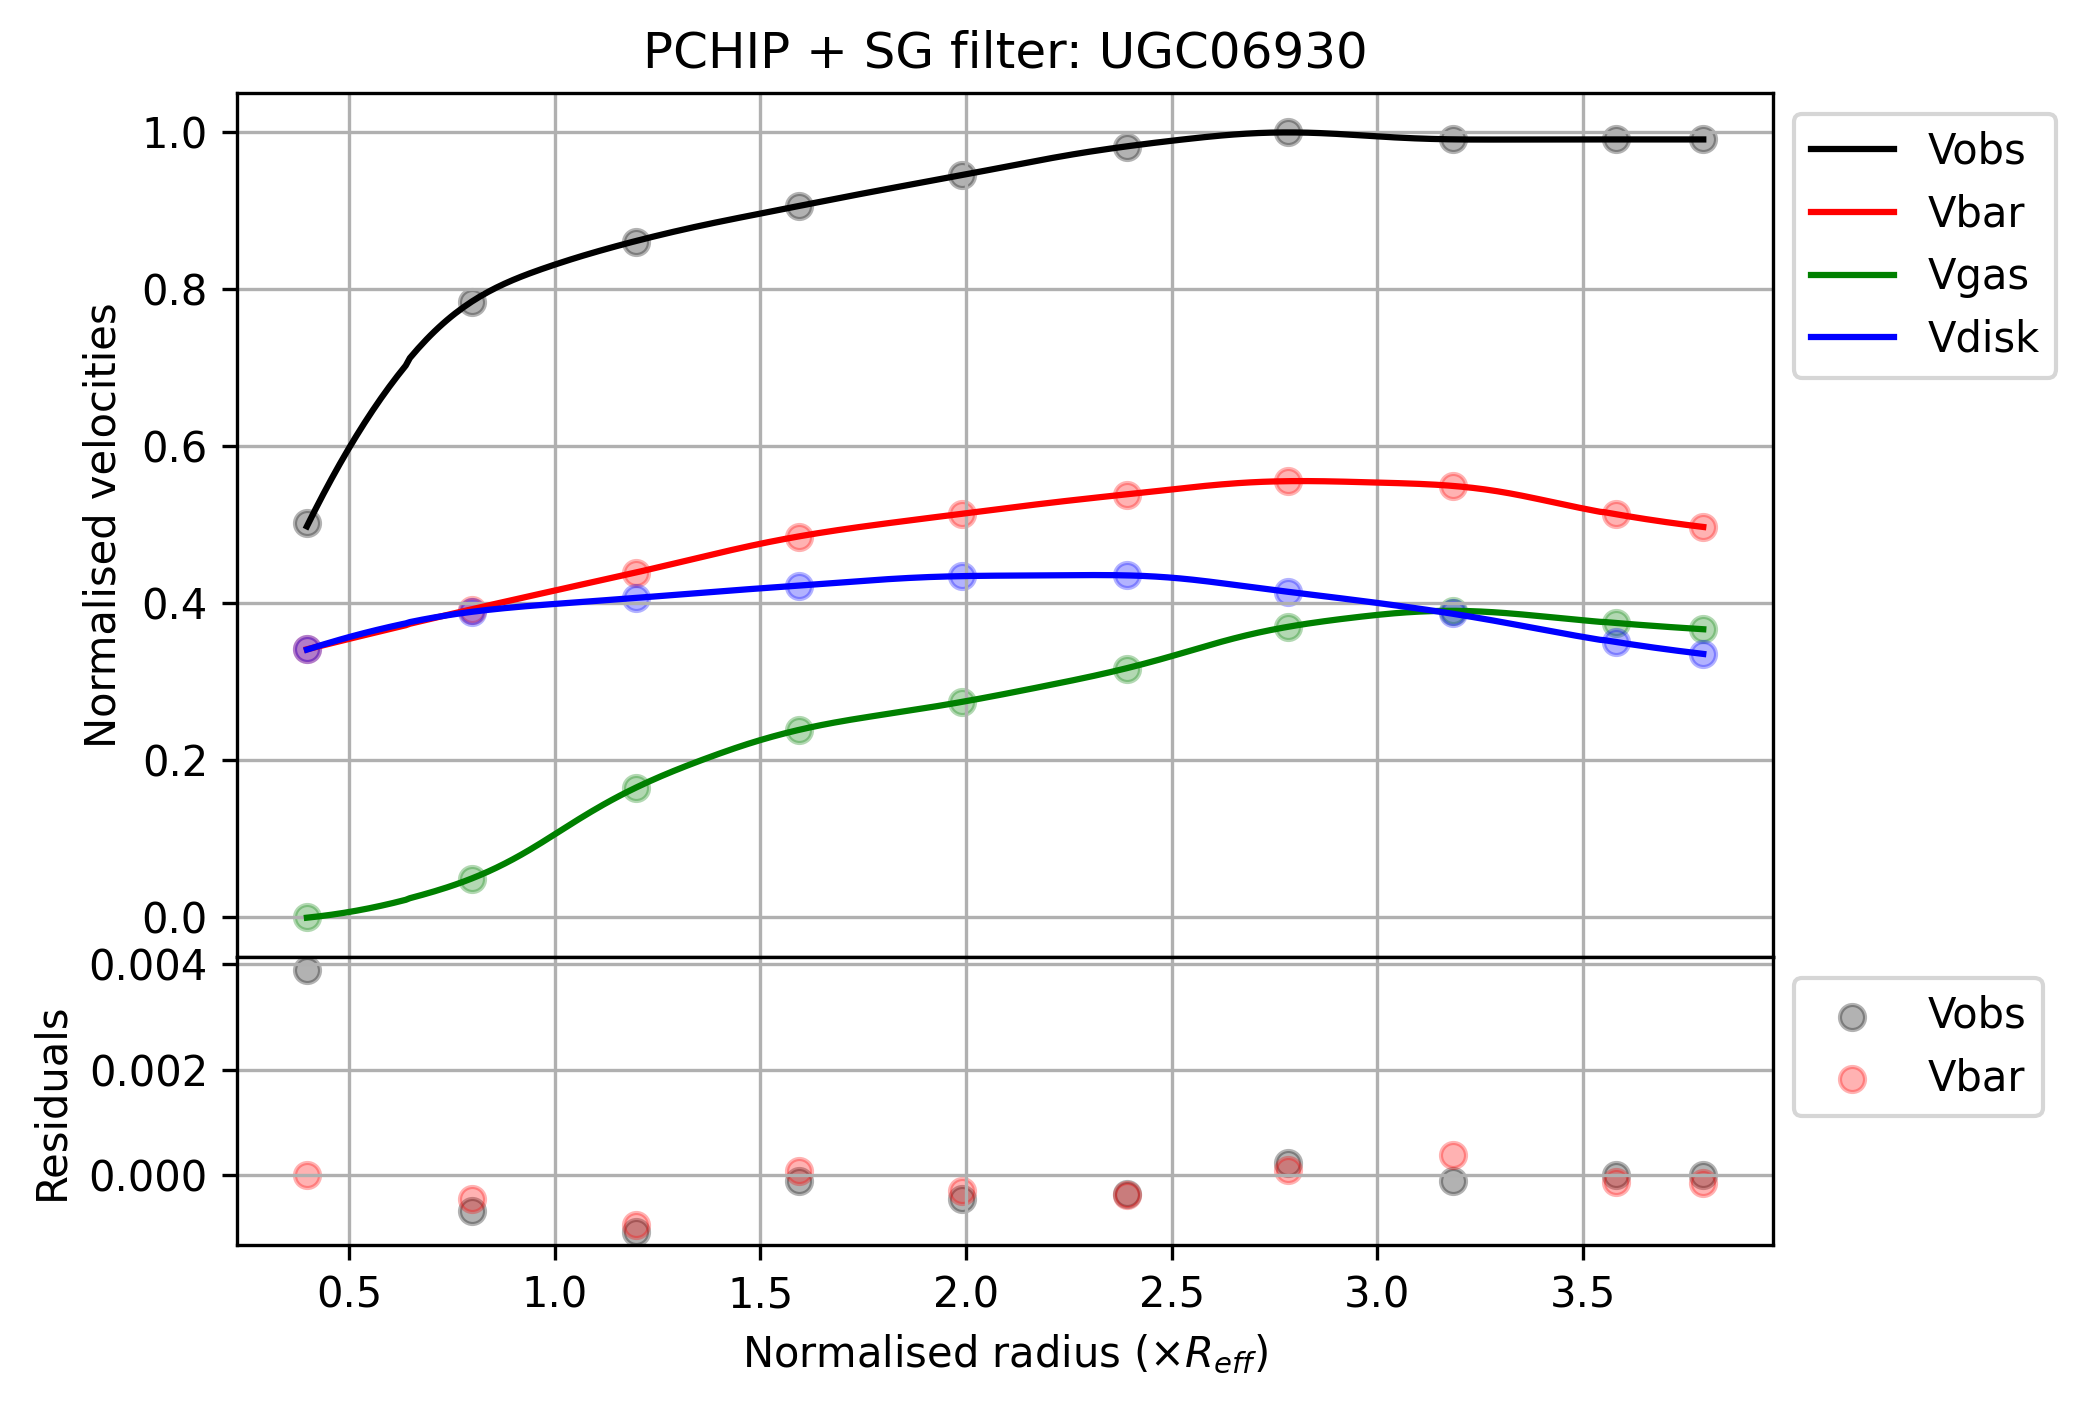 PCHIP + SG filter: UGC06930
Normalised velocities
1.0
0.8
0.6
0.4
0.2
0.0
Vobs
Vbar
Vgas
Vdisk
Residuals
0.004
0.002
0.000
Vobs
Vbar
0.5 1.0 1.5 2.0 2.5 3.0 3.5
Normalised radius (×R_eff)